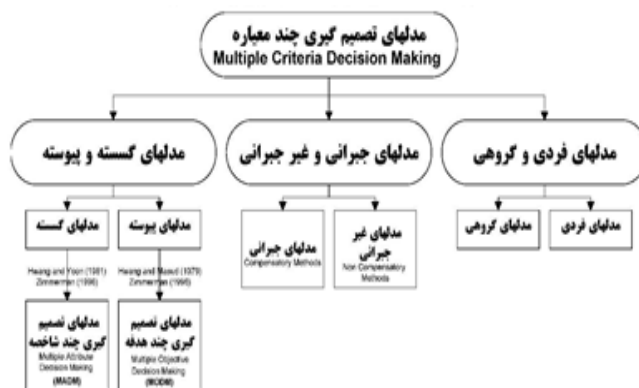 مدلهای تصمیم گیری چند معیاره
Multiple Criteria Decision Making
مدلهای فردی و گروهی
مدلهای جبرانی و غیر جبرانی
مدلهای گسسته و پیوسته
مدلهای فردی
مدلهای گروهی
مدلهای غیر
جبرانی
Non Compensatory
Methods
مدلهای جبرانی
Compensatory Methods
مدلهای پیوسته
مدلهای گسسته
Hwang and Masud (1979)
Zimmerman (1996)
Hwang and Yoon (1981)
Zimmerman (1996)
مدلهای تصمیم
گیری چند هدفه
Multiple Objective
Decision Making
(MODM)
مدلهای تصمیم
گیری چند شاخصه
Multiple Attribute
Decision Making
(MADM)